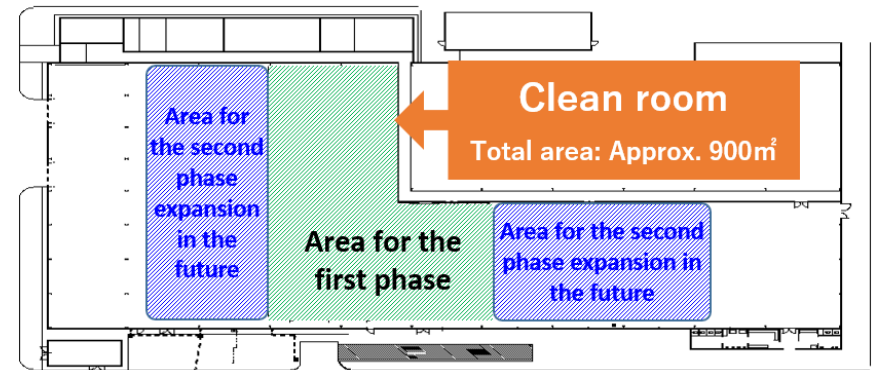 Clean room
Total area: Approx. 900㎡
Area for
the second
phase
expansion
in the
future
Area for the
first phase
Area for the second
phase expansion in
the future